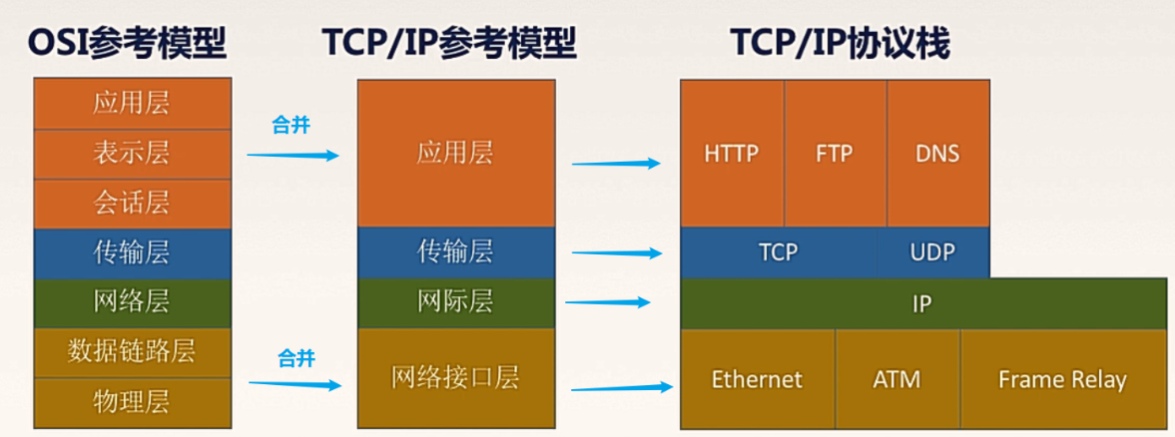 OSI参考模型
应用层
表示层
会话层
传输层
网络层
数据链路层
物理层
合并
合并
TCP/IP参考模型
应用层
传输层
网际层
网络接口层
TCP/IP协议栈
HTTP FTP DNS
TCP UDP
IP
Ethernet ATM Frame Relay